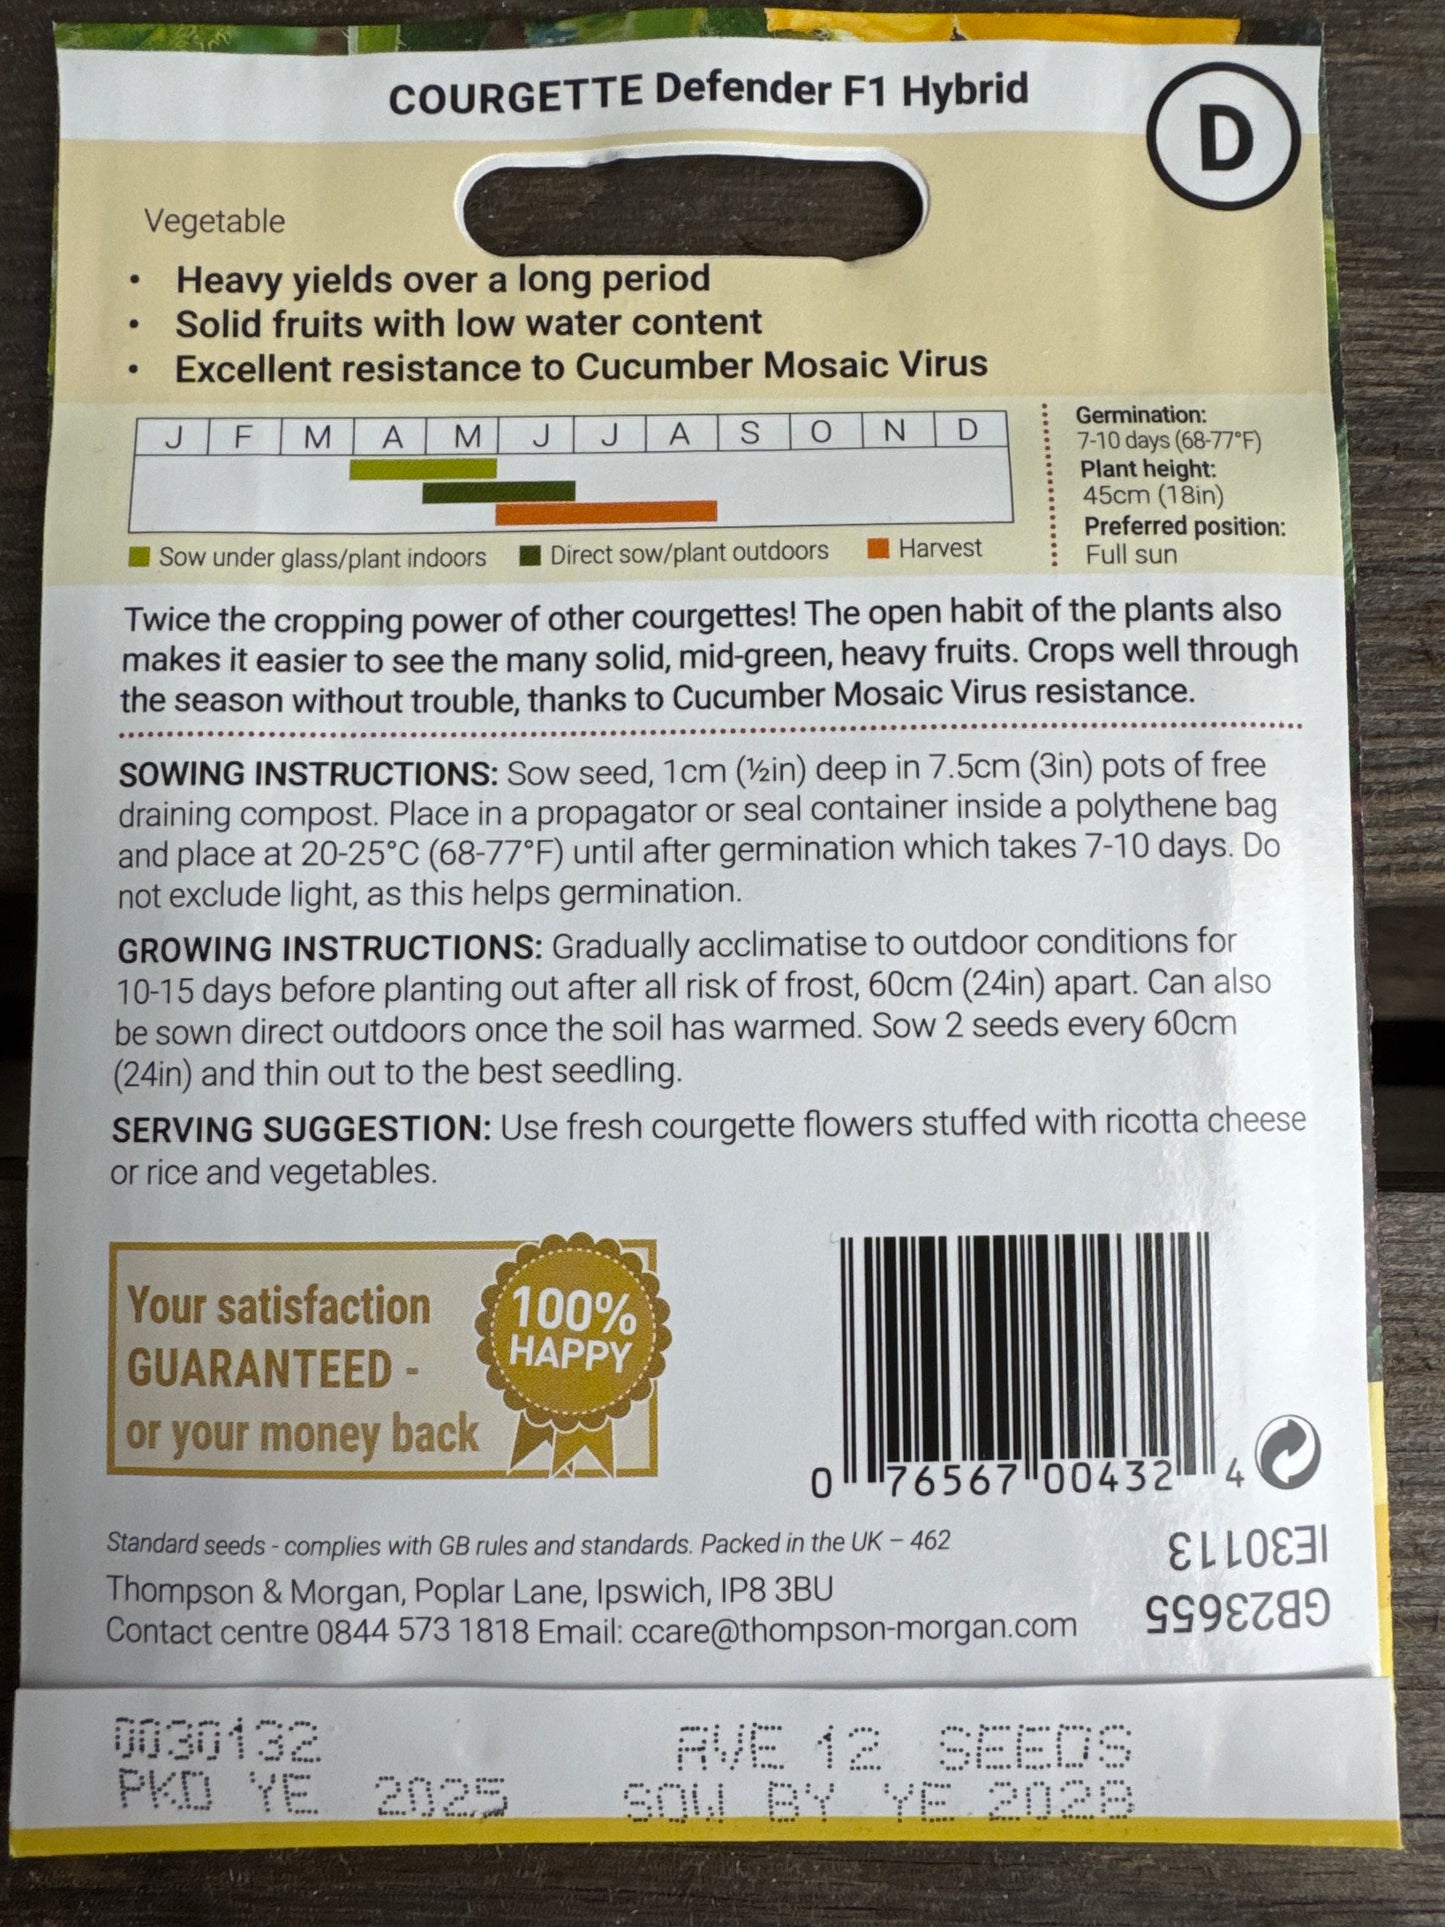 COURGETTE Defender F1 Hybrid
D
Vegetable
• Heavy yields over a long period
• Solid fruits with low water content
• Excellent resistance to Cucumber Mosaic Virus
J F M A M J J A S O N D
Sow under glass/plant indoors Direct sow/plant outdoors Harvest
Germination:
7-10 days (68-77°F)
Plant height:
45cm (18in)
Preferred position:
Full sun
Twice the cropping power of other courgettes! The open habit of the plants also
makes it easier to see the many solid, mid-green, heavy fruits. Crops well through
the season without trouble, thanks to Cucumber Mosaic Virus resistance.
SOWING INSTRUCTIONS: Sow seed, 1cm (½in) deep in 7.5cm (3in) pots of free
draining compost. Place in a propagator or seal container inside a polythene bag
and place at 20-25°C (68-77°F) until after germination which takes 7-10 days. Do
not exclude light, as this helps germination.
GROWING INSTRUCTIONS: Gradually acclimatise to outdoor conditions for
10-15 days before planting out after all risk of frost, 60cm (24in) apart. Can also
be sown direct outdoors once the soil has warmed. Sow 2 seeds every 60cm
(24in) and thin out to the best seedling.
SERVING SUGGESTION: Use fresh courgette flowers stuffed with ricotta cheese
or rice and vegetables.
Your satisfaction
GUARANTEED -
or your money back
100%
HAPPY
0 76567 00432 4
Standard seeds - complies with GB rules and standards. Packed in the UK – 462
Thompson & Morgan, Poplar Lane, Ipswich, IP8 3BU
Contact centre 0844 573 1818 Email: ccare@thompson-morgan.com
GB23655
IE30113
0030132 AVE 12 SEEDS
PKD YE 2025 SOW BY YE 2028